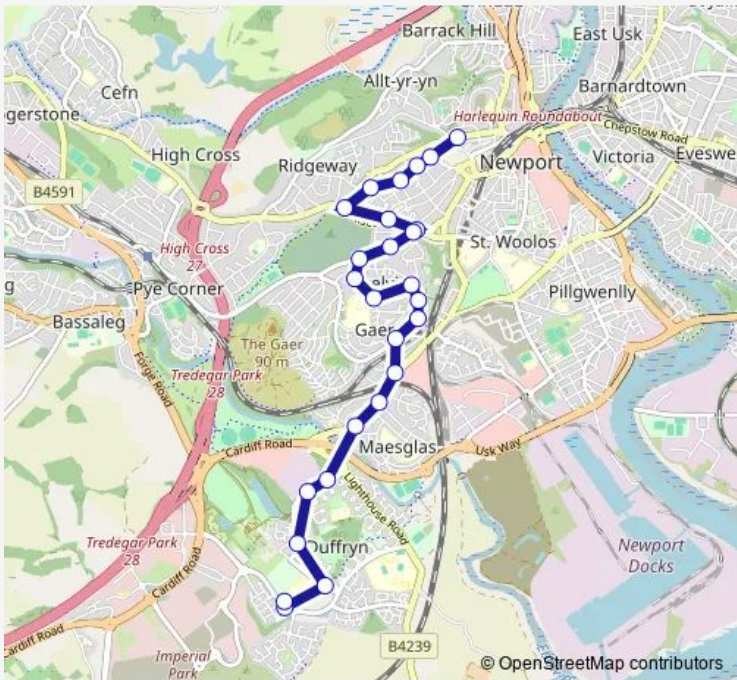 Barrack Hill
East Usk
Allt-yr-yn
Cefn
Barnardtown
gerstone
Harlequin Roundabout
Chepstow Road
High Cross
Ridgeway
Newport
Victoria
Evesw
B4591
High Cross
27
St. Woolos
g
Pye Corner
Pillgwenlly
Bassaleg
The Gaer
90 m
Gaer
Forge Road
Tredegar Park
28
Cardiff Road
Maesglas
Usk Way
Lighthouse Road
Tredegar Park
28
Duffryn
Newport
Docks
Cardiff Road
Cardiff Road
Imperial
Park
B4239
© OpenStreetMap contributors